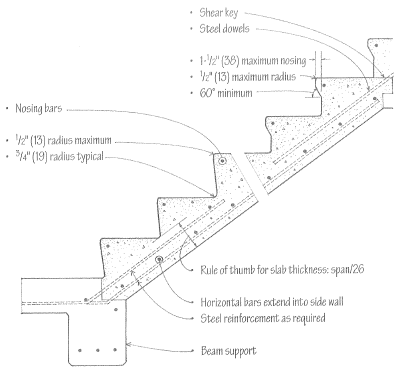 • Shear key
• Steel dowels
• 1-1/2" (38) maximum nosing
• 1/2" (13) maximum radius
• 60° minimum
• Nosing bars
• 1/2" (13) radius maximum
• 3/4" (19) radius typical
• Rule of thumb for slab thickness: span/26
• Horizontal bars extend into side wall
• Steel reinforcement as required
• Beam support